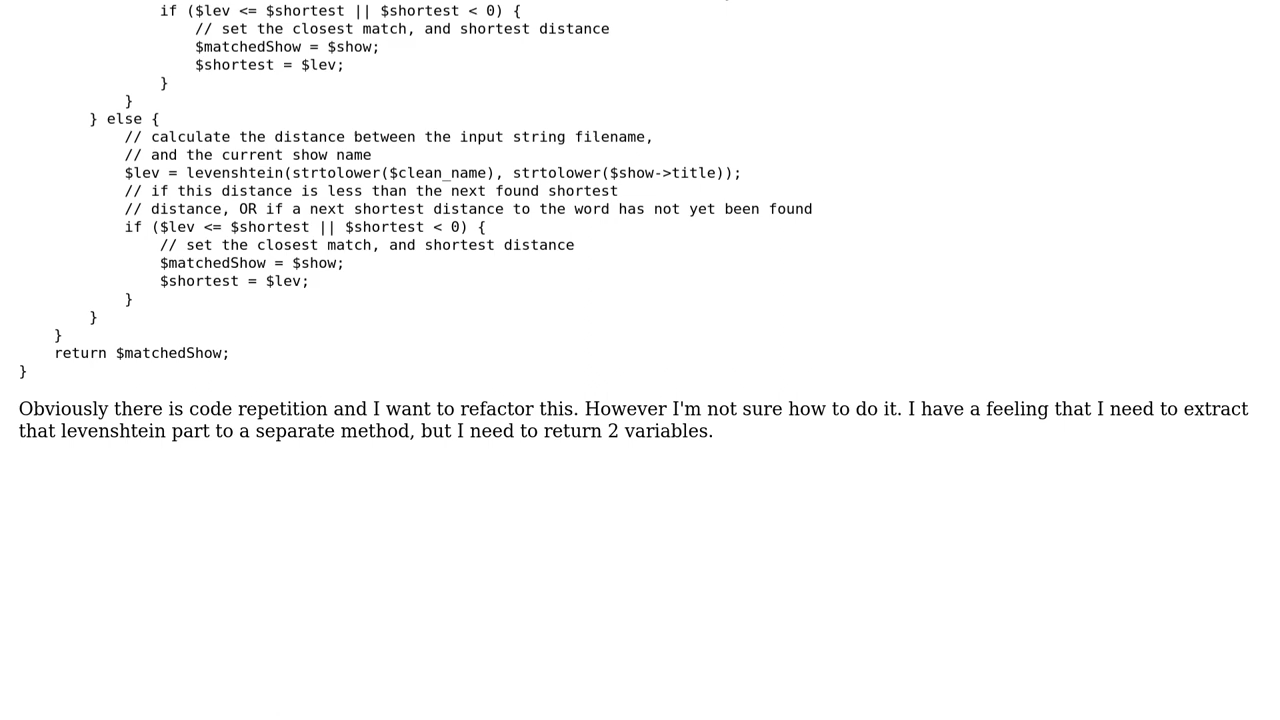 if ($lev <= $shortest || $shortest < 0) {
// set the closest match, and shortest distance
$matchedShow = $show;
$shortest = $lev;
}
}
} else {
// calculate the distance between the input string filename,
// and the current show name
$lev = levenshtein(strtolower($clean_name), strtolower($show->title));
// if this distance is less than the next found shortest
// distance, OR if a next shortest distance to the word has not yet been found
if ($lev <= $shortest || $shortest < 0) {
// set the closest match, and shortest distance
$matchedShow = $show;
$shortest = $lev;
}
}
}
return $matchedShow;
}
Obviously there is code repetition and I want to refactor this. However I'm not sure how to do it. I have a feeling that I need to extract
that levenshtein part to a separate method, but I need to return 2 variables.